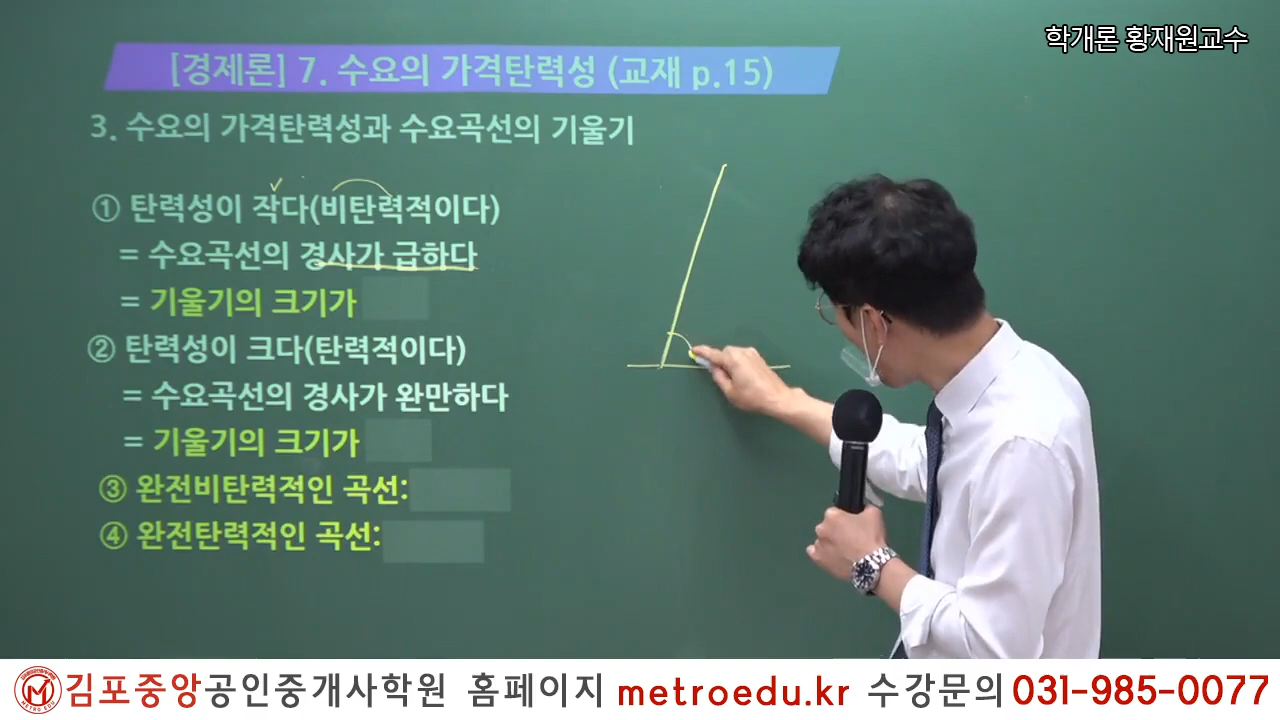 학개론 황재원교수
[경제론] 7. 수요의 가격탄력성 (교재 p.15)
3. 수요의 가격탄력성과 수요곡선의 기울기
① 탄력성이 작다(비탄력적이다)
= 수요곡선의 경사가 급하다
= 기울기의 크기가
② 탄력성이 크다(탄력적이다)
= 수요곡선의 경사가 완만하다
= 기울기의 크기가
③ 완전비탄력적인 곡선:
④ 완전탄력적인 곡선:
김포중앙공인중개사학원 홈페이지 metroedu.kr 수강문의 031-985-0077